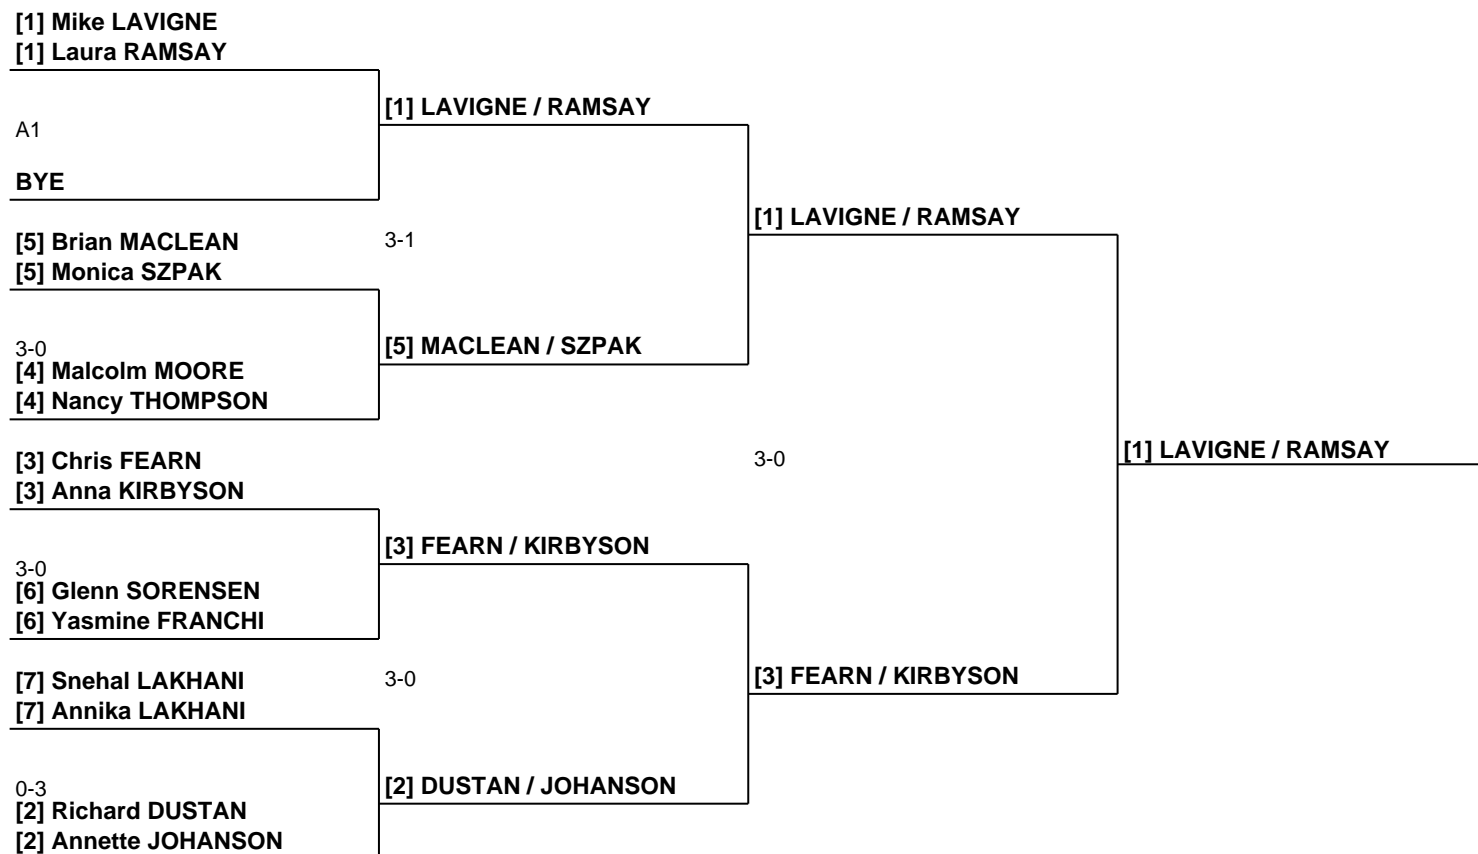 [1] Mike LAVIGNE
[1] Laura RAMSAY
A1
BYE
[5] Brian MACLEAN
[5] Monica SZPAK
3-0
[4] Malcolm MOORE
[4] Nancy THOMPSON
[3] Chris FEARN
[3] Anna KIRBYSON
3-0
[6] Glenn SORENSEN
[6] Yasmine FRANCHI
[7] Snehal LAKHANI
[7] Annika LAKHANI
0-3
[2] Richard DUSTAN
[2] Annette JOHANSON
[1] LAVIGNE / RAMSAY
3-1
[5] MACLEAN / SZPAK
[3] FEARN / KIRBYSON
3-0
[2] DUSTAN / JOHANSON
[1] LAVIGNE / RAMSAY
3-0
[3] FEARN / KIRBYSON
[1] LAVIGNE / RAMSAY